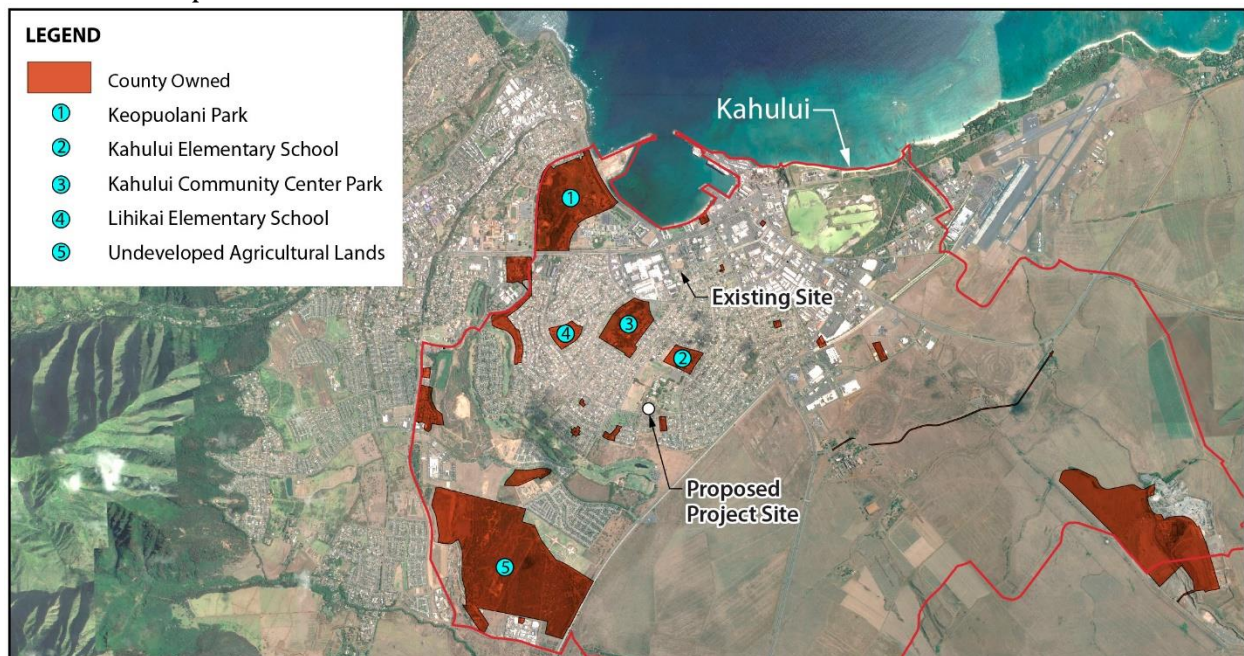 LEGEND
County Owned
1 Keopuolani Park
2 Kahului Elementary School
3 Kahului Community Center Park
4 Lihikai Elementary School
5 Undeveloped Agricultural Lands
Kahului
1
Existing Site
3
4
2
Proposed
Project Site
5